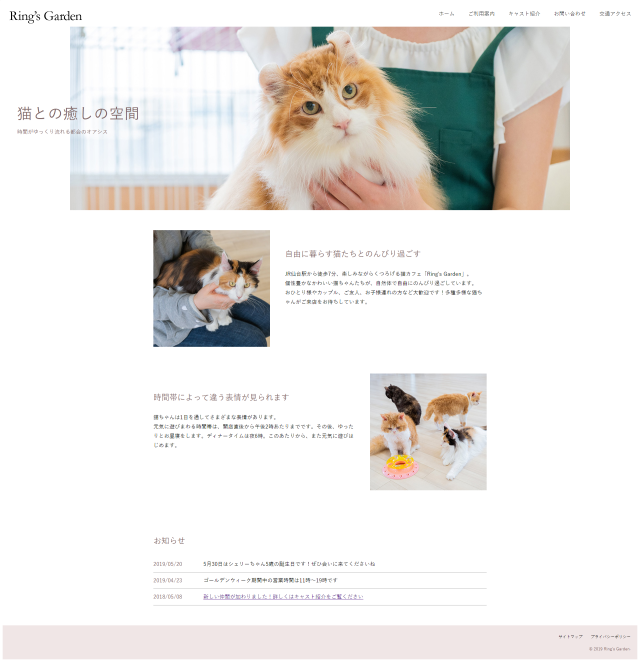 Ring's Garden
ホーム ご利用案内 キャスト紹介 お問い合わせ 交通アクセス
猫との癒しの空間
時間がゆっくり流れる都会のオアシス
自由に暮らす猫たちとのんびり過ごす
JR仙台駅から徒歩7分、楽しみながらくつろげる猫カフェ「Ring's Garden」。
個性豊かなかわいい猫ちゃんたちが、自然体で自由にのんびり過ごしています。
おひとり様やカップル、ご友人、お子様連れの方など大歓迎です！多種多様な猫ち
ゃんがご来店をお待ちしています。
時間帯によって違う表情が見られます
猫ちゃんは1日を通してさまざまな表情があります。
元気に遊びまわる時間帯は、開店直後から午後2時あたりまでです。その後、ゆった
りとお昼寝をします。ディナータイムは夜6時。このあたりから、また元気に遊びは
じめます。
お知らせ
2019/05/20 5月30日はシェリーちゃん5歳の誕生日です！ぜひ会いに来てくださいね
2019/04/23 ゴールデンウィーク期間中の営業時間は11時〜19時です
2018/05/08 新しい仲間が加わりました！詳しくはキャスト紹介をご覧ください
サイトマップ プライバシーポリシー
© 2019 Ring's Garden